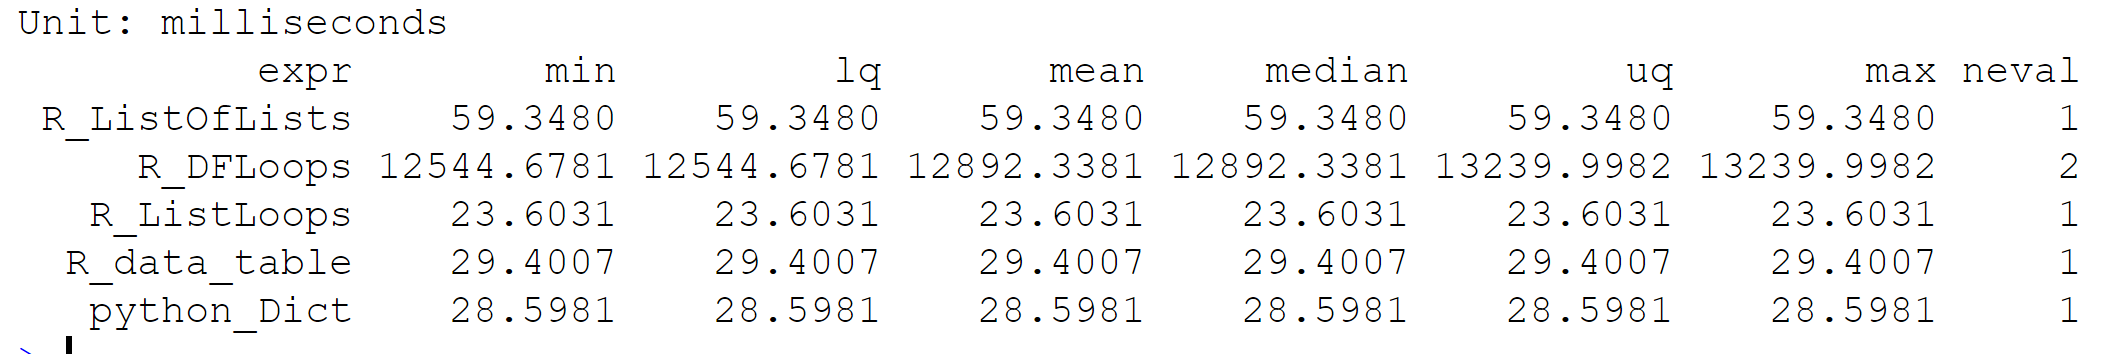 Unit: milliseconds
expr min lq mean median uq max neval
R_ListOfLists 59.3480 59.3480 59.3480 59.3480 59.3480 59.3480 1
R_DFLoops 12544.6781 12544.6781 12892.3381 12892.3381 13239.9982 13239.9982 2
R_ListLoops 23.6031 23.6031 23.6031 23.6031 23.6031 23.6031 1
R_data_table 29.4007 29.4007 29.4007 29.4007 29.4007 29.4007 1
python_Dict 28.5981 28.5981 28.5981 28.5981 28.5981 28.5981 1
>